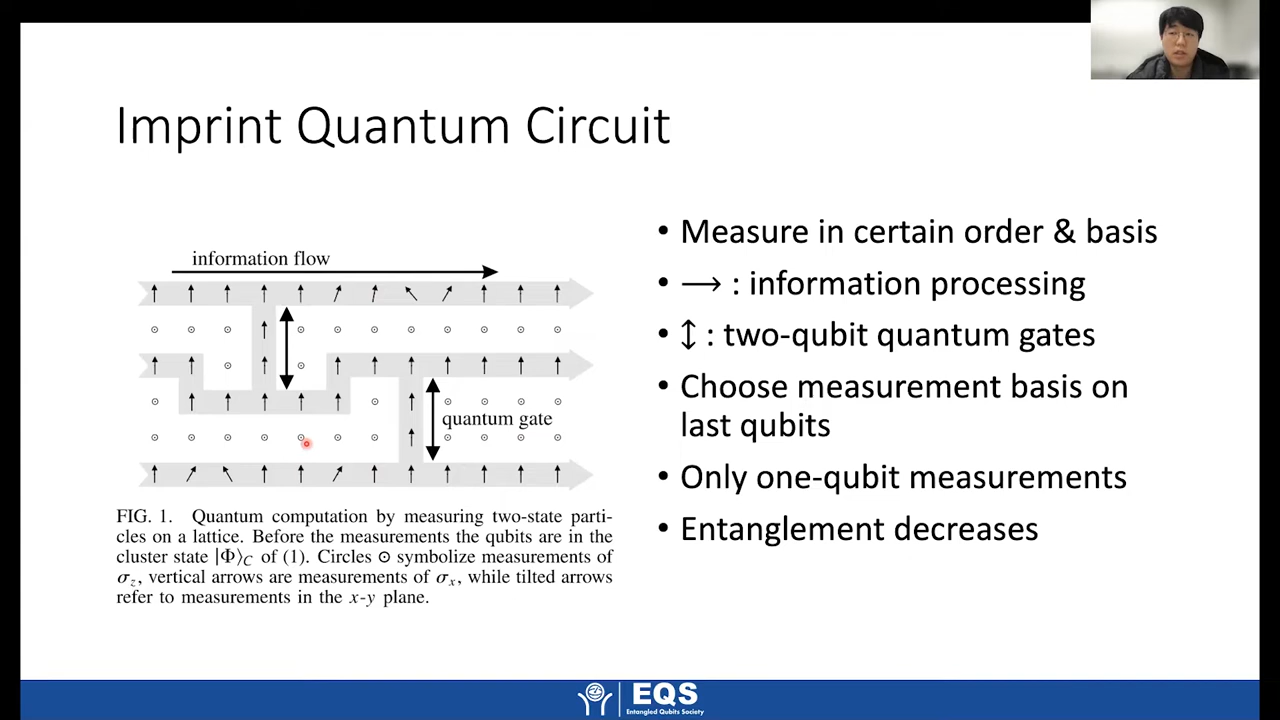 Imprint Quantum Circuit
information flow
quantum gate
FIG. 1. Quantum computation by measuring two-state parti-
cles on a lattice. Before the measurements the qubits are in the
cluster state |Φ⟩C of (1). Circles ⊙ symbolize measurements of
σz, vertical arrows are measurements of σx, while tilted arrows
refer to measurements in the x-y plane.
• Measure in certain order & basis
• ⟶ : information processing
• ↕ : two-qubit quantum gates
• Choose measurement basis on
last qubits
• Only one-qubit measurements
• Entanglement decreases
EQS
Entangled Qubits Society